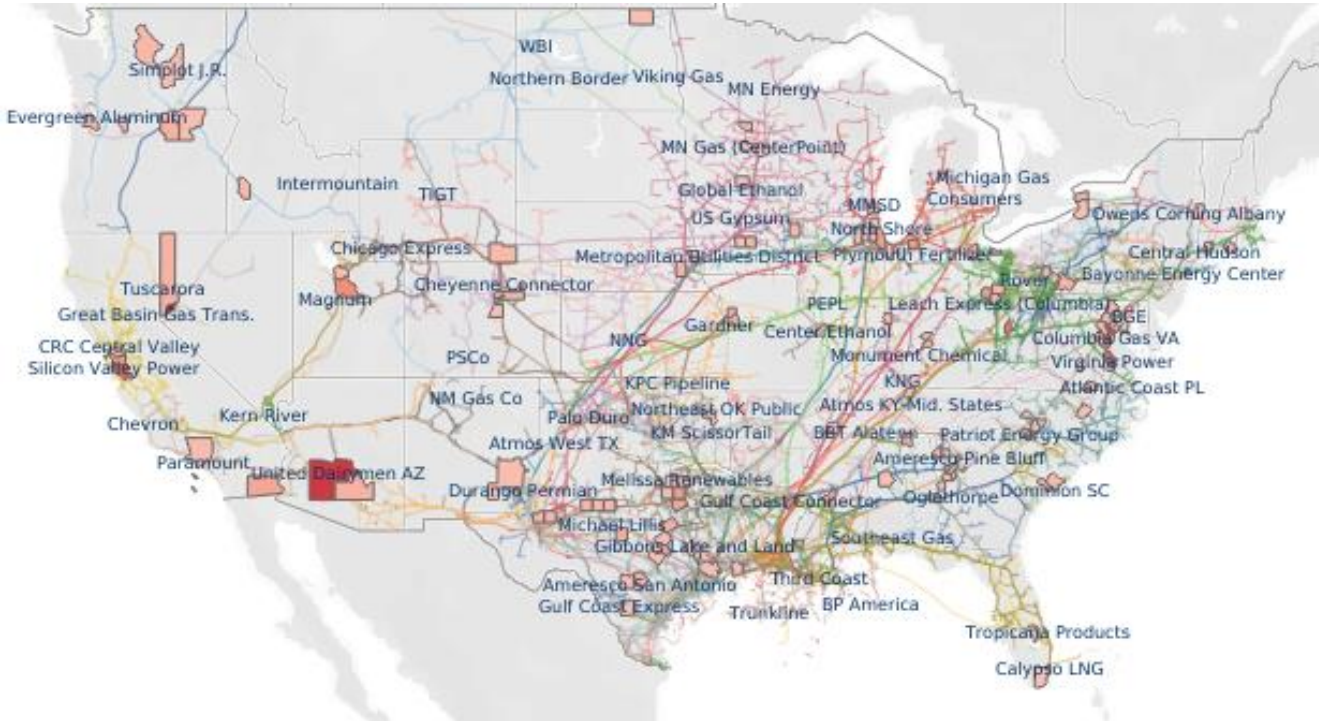 WBI
Simplot J.R.
Northern Border
Viking Gas
MN Energy
Evergreen Aluminum
MN Gas (CenterPoint)
Intermountain
TIGT
Global Ethanol
Michigan Gas
Consumers
MMSD
US Gypsum
North Shore
Owens Corning Albany
Chicago Express
Metropolitan Utilities District
Plymouth Fertilizer
Central Hudson
Tuscarora
Magnum
Cheyenne Connector
Rover
Bayonne Energy Center
Great Basin Gas Trans.
PEPL
Leach Express (Columbia)
BGE
Gardner
Center Ethanol
CRC Central Valley
NNG
Columbia Gas VA
Silicon Valley Power
PSCo
Monument Chemical
Virginia Power
KPC Pipeline
KNG
Atlantic Coast PL
Chevron
Kern River
NM Gas Co
Palo Duro
Northeast OK Public
Atmos KY-Mid. States
Atmos West TX
KM ScissorTail
BBT Alatenn
Patriot Energy Group
Paramount
United Dairymen AZ
Ameresco Pine Bluff
Durango Permian
Melissa Renewables
Gulf Coast Connector
Oglethorpe
Dominion SC
Michael Lillis
Gibbons Lake and Land
Southeast Gas
Ameresco San Antonio
Third Coast
Gulf Coast Express
Trunkline
BP America
Tropicana Products
Calypso LNG